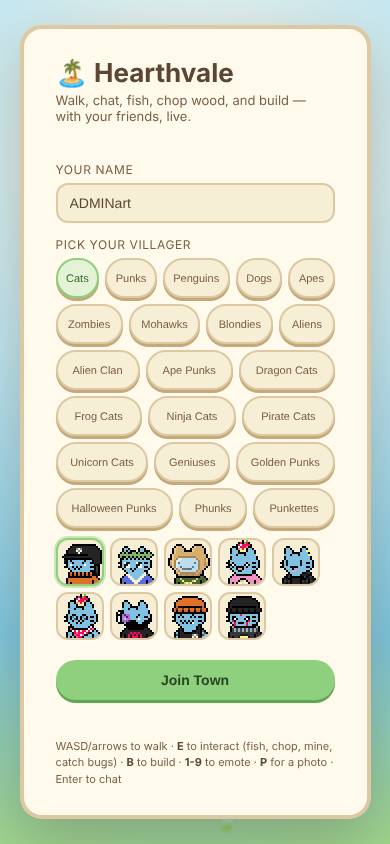 🏝️ Hearthvale
Walk, chat, fish, chop wood, and build —
with your friends, live.
YOUR NAME
ADMINart
PICK YOUR VILLAGER
Cats Punks Penguins Dogs Apes
Zombies Mohawks Blondies Aliens
Alien Clan Ape Punks Dragon Cats
Frog Cats Ninja Cats Pirate Cats
Unicorn Cats Geniuses Golden Punks
Halloween Punks Phunks Punkettes
Join Town
WASD/arrows to walk · E to interact (fish, chop, mine,
catch bugs) · B to build · 1-9 to emote · P for a photo ·
Enter to chat